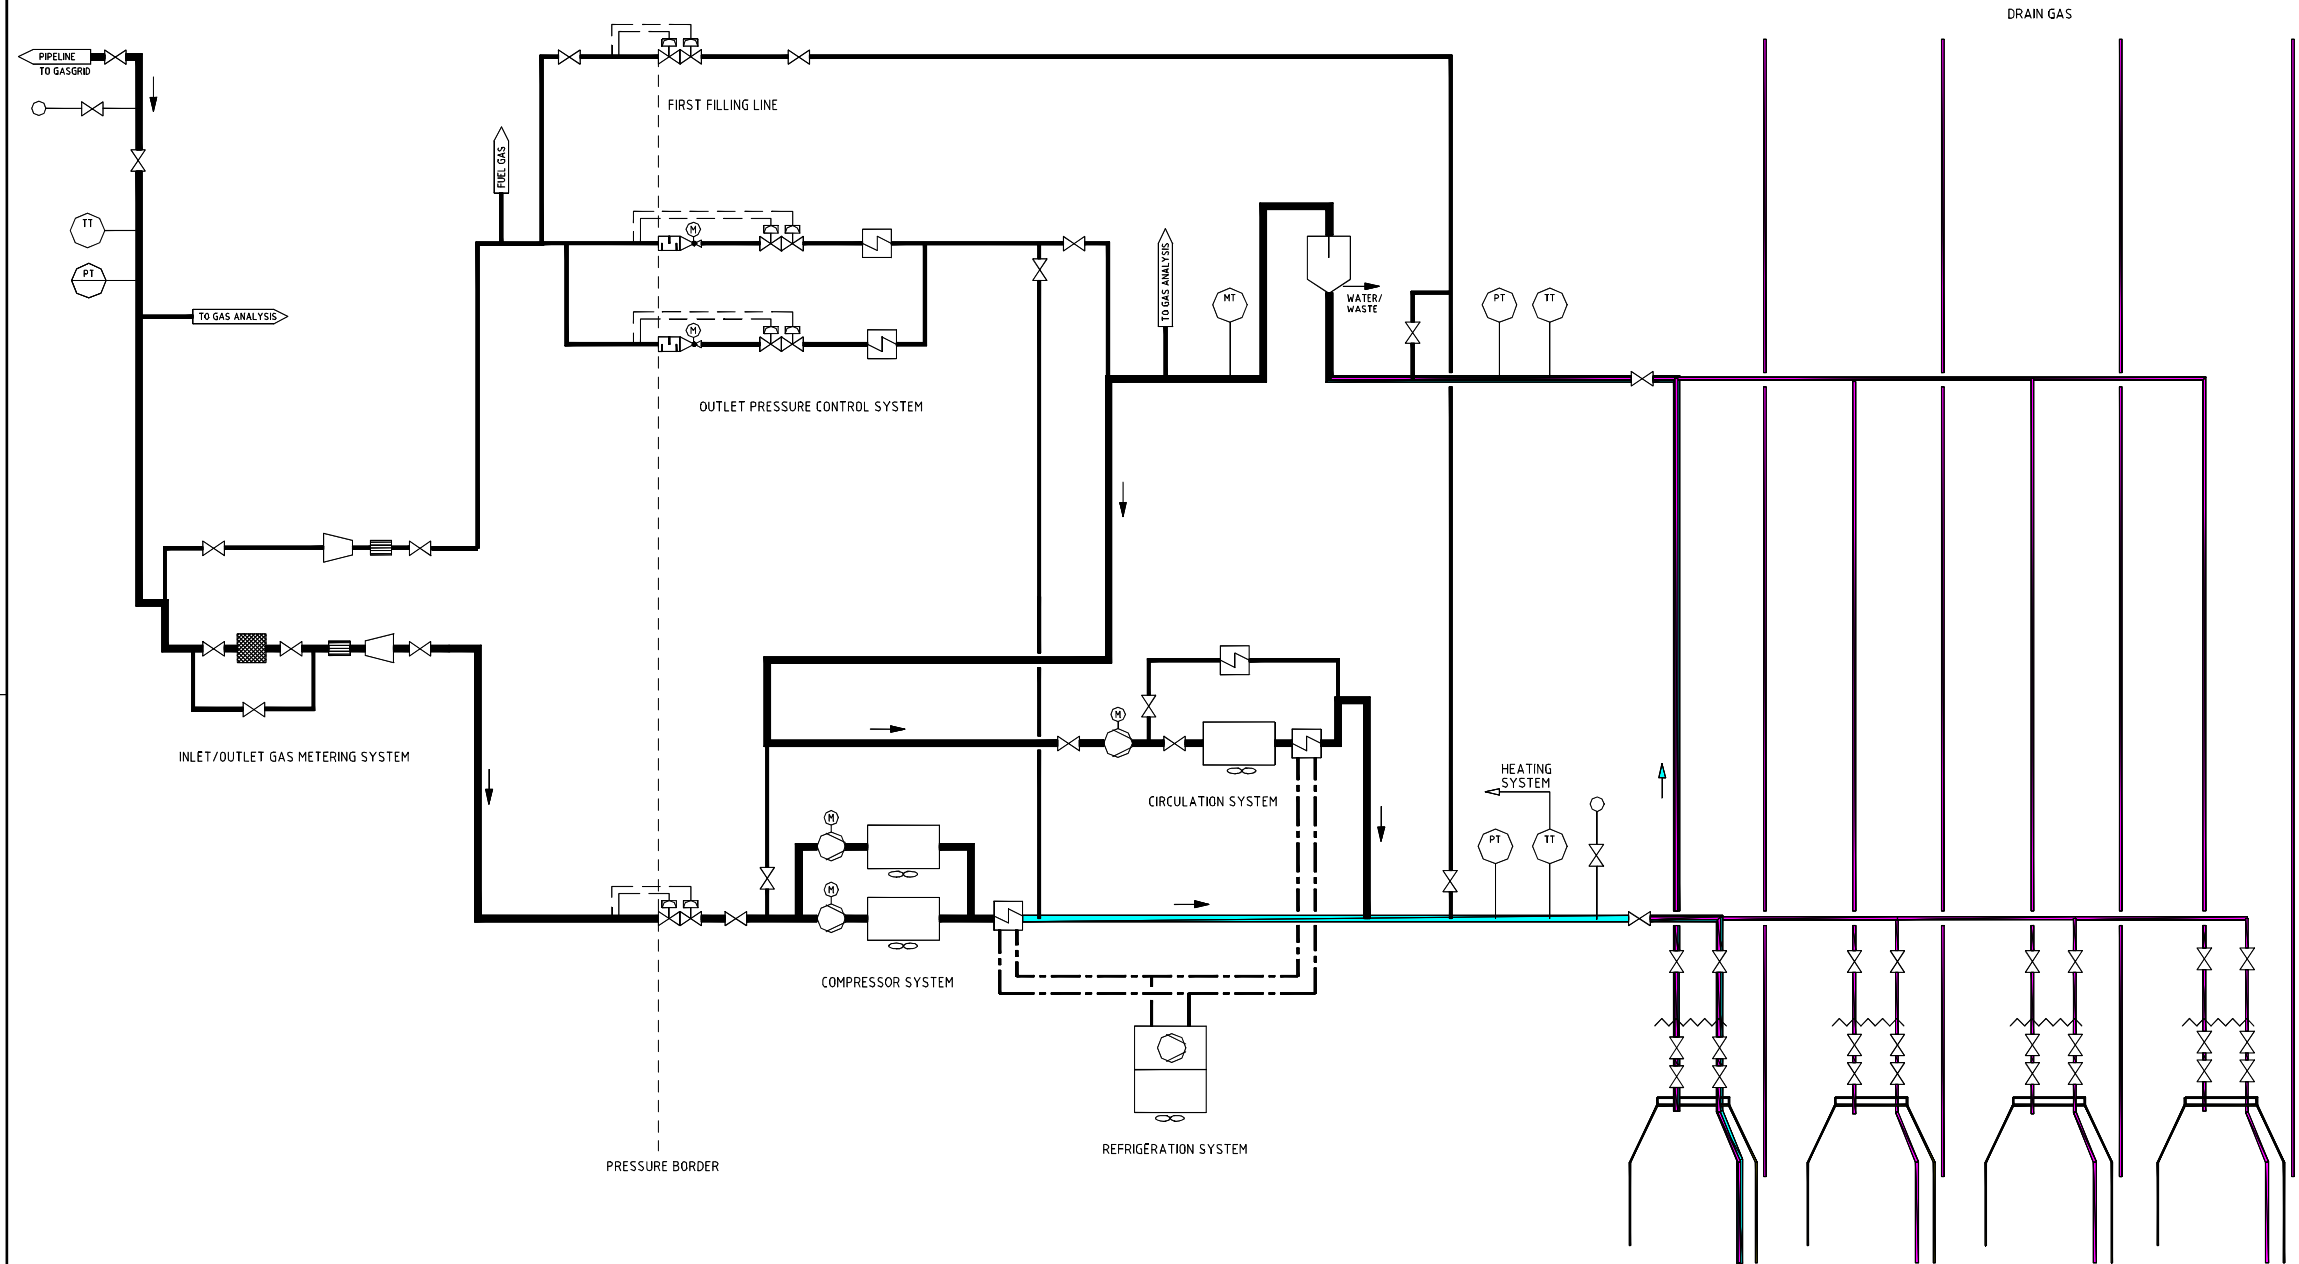 DRAIN GAS
PIPELINE
TO GASGRID
FIRST FILLING LINE
FUEL GAS
M
TT
PT
TO GAS ANALYSIS
M
OUTLET PRESSURE CONTROL SYSTEM
TO GAS ANALYSIS
MT
WATER/
WASTE
PT
TT
INLET/OUTLET GAS METERING SYSTEM
M
CIRCULATION SYSTEM
HEATING
SYSTEM
M
PT
TT
M
COMPRESSOR SYSTEM
REFRIGERATION SYSTEM
PRESSURE BORDER